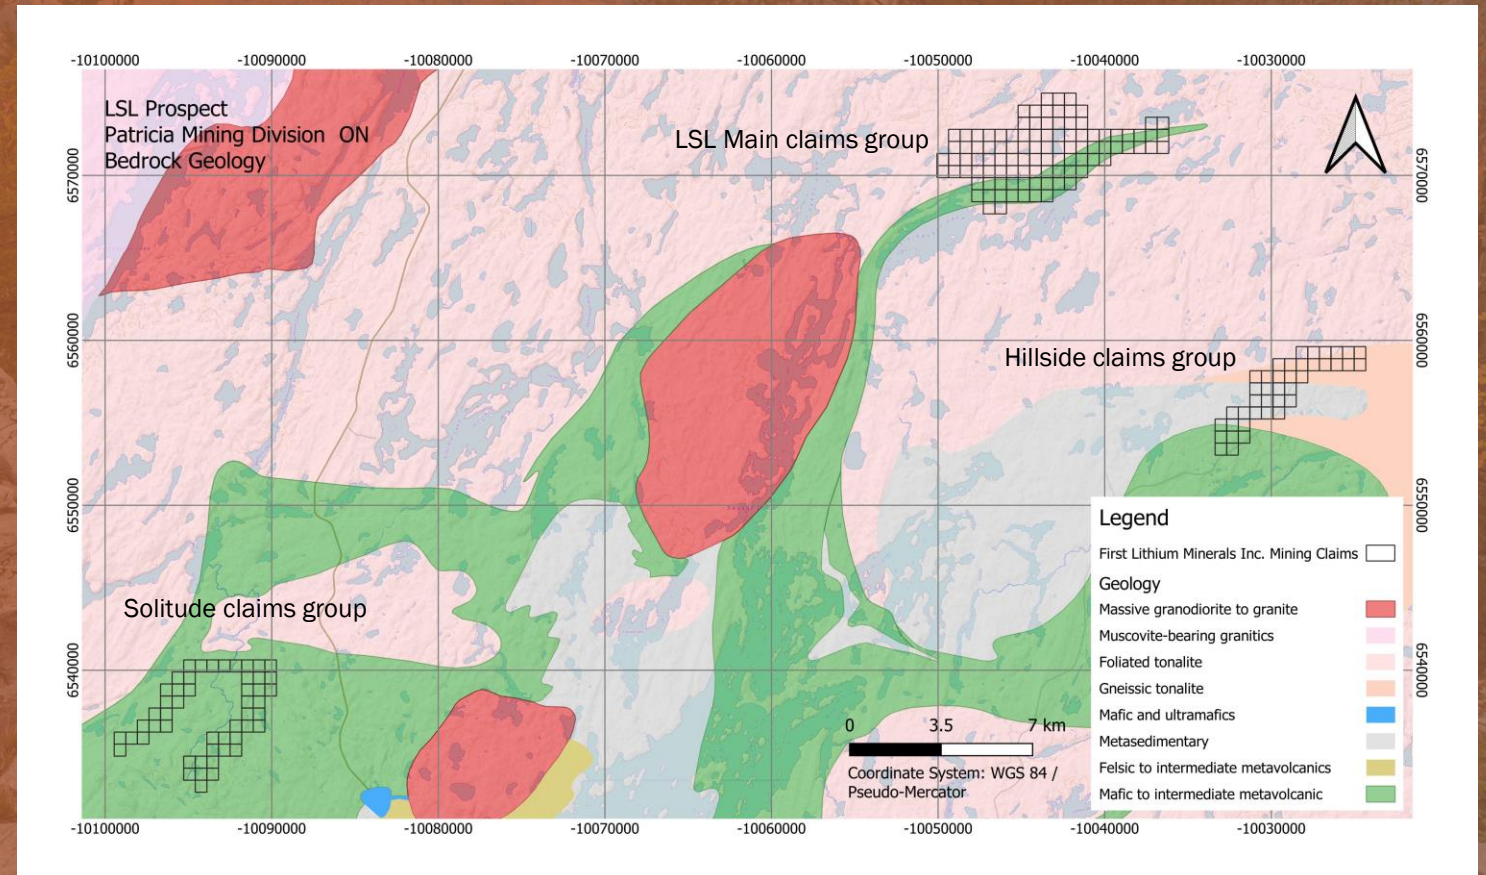 -10100000 -10090000 -10080000 -10070000 -10060000 -10050000 -10040000 -10030000
LSL Prospect
Patricia Mining Division ON
Bedrock Geology
LSL Main claims group
6570000 6570000
6560000 6560000
Hillside claims group
6550000 6550000
Solitude claims group
6540000 6540000
Legend
First Lithium Minerals Inc. Mining Claims
Geology
Massive granodiorite to granite
Muscovite-bearing granitics
Foliated tonalite
Gneissic tonalite
Mafic and ultramafics
Metasedimentary
Felsic to intermediate metavolcanics
Mafic to intermediate metavolcanic
0 3.5 7 km
Coordinate System: WGS 84 /
Pseudo-Mercator
-10100000 -10090000 -10080000 -10070000 -10060000 -10050000 -10040000 -10030000